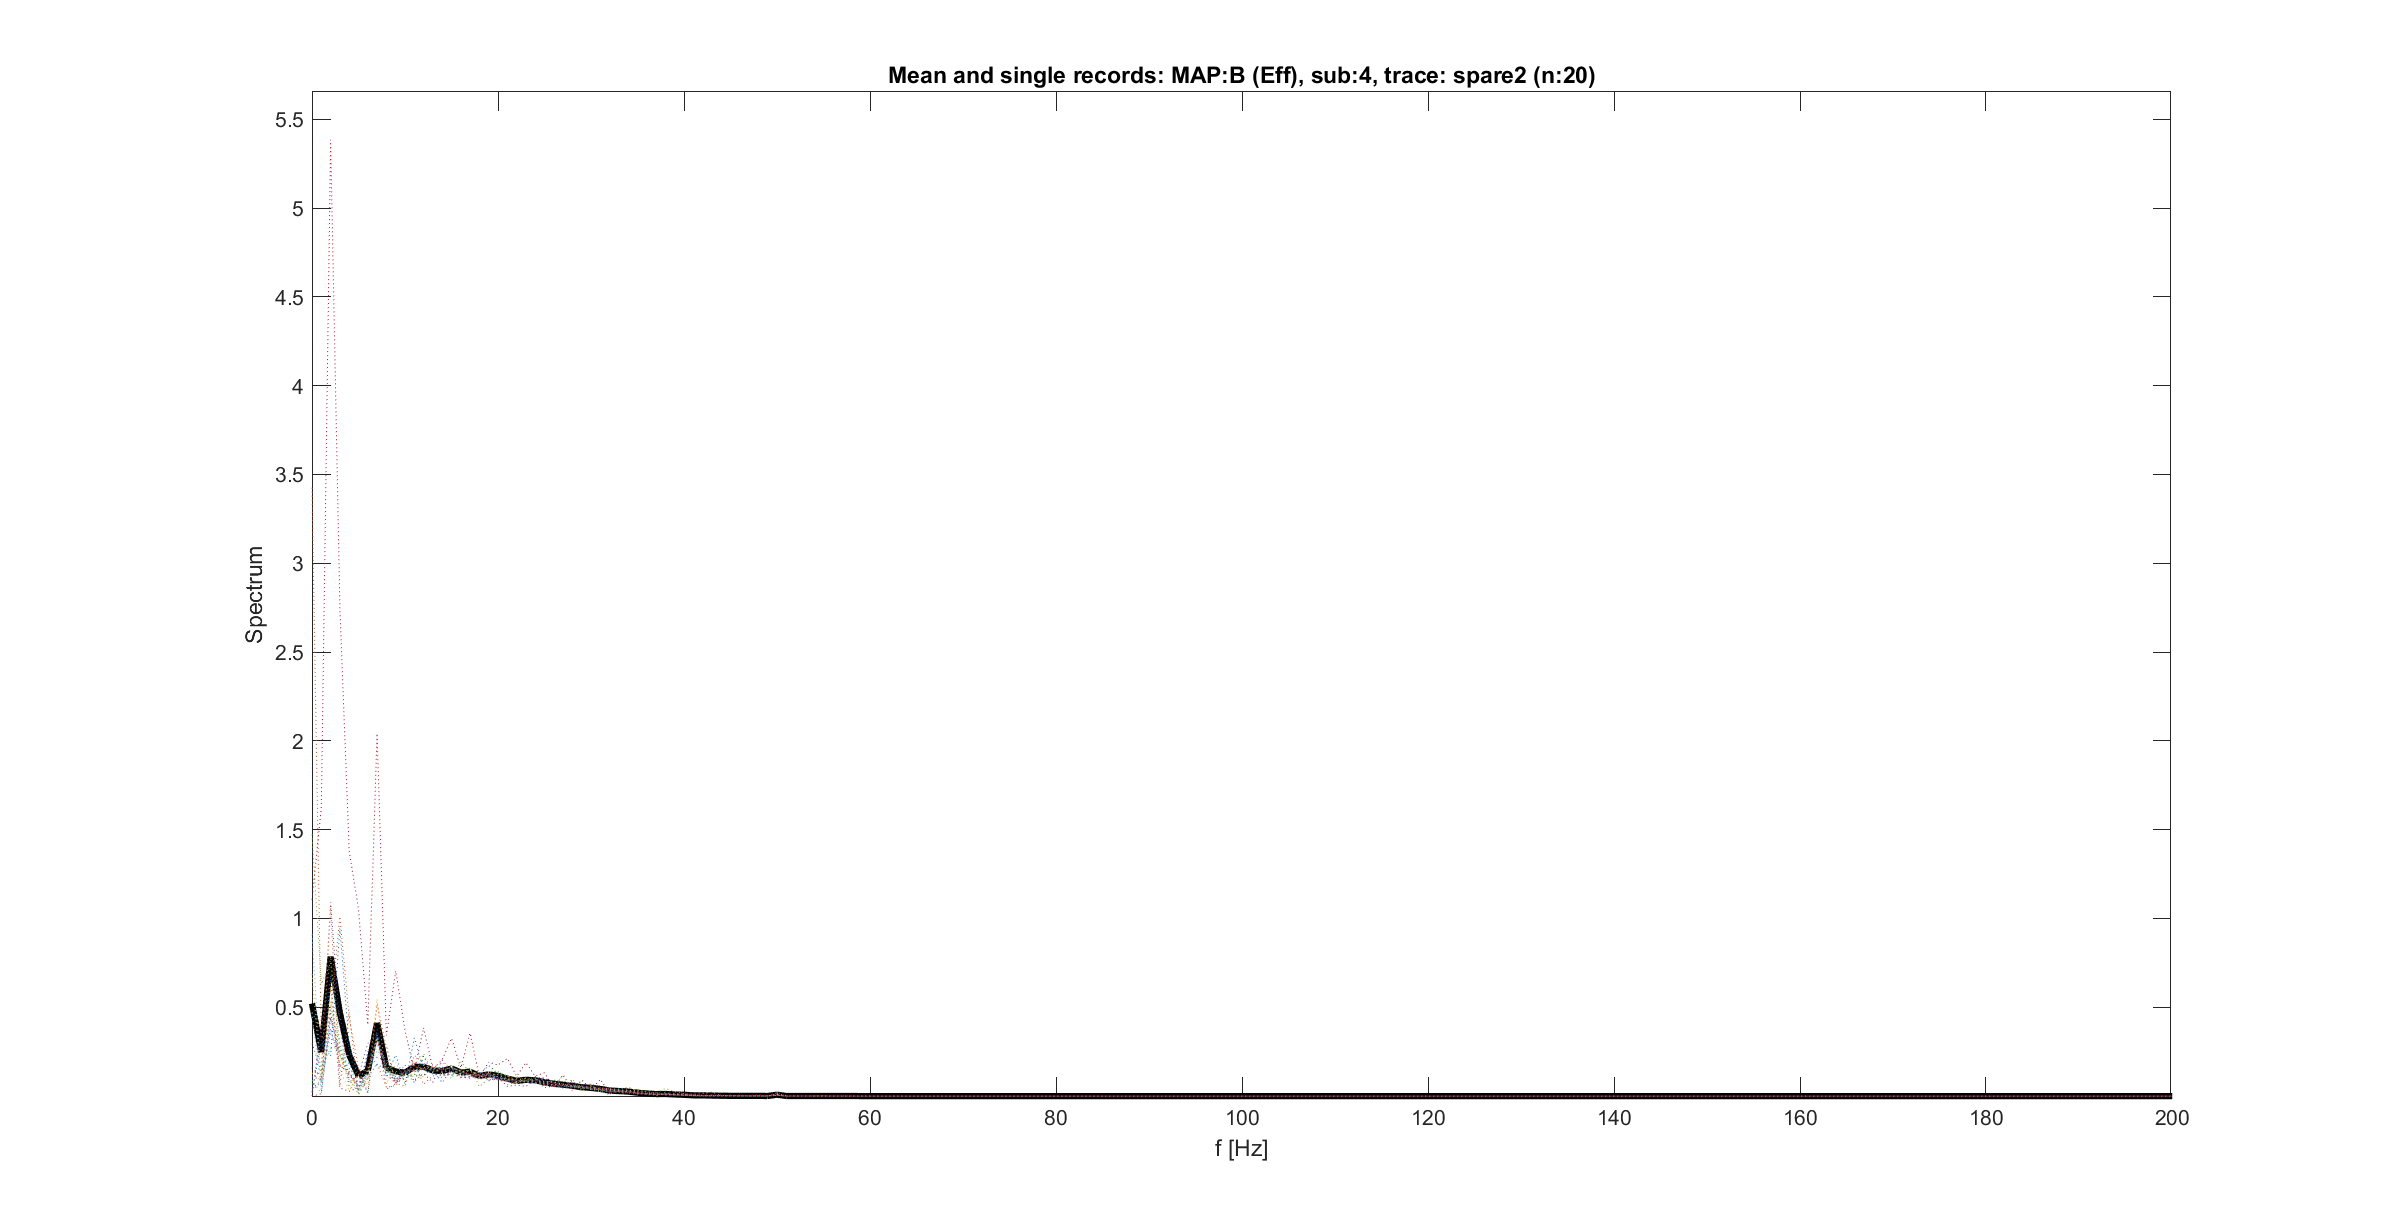 Mean and single records: MAP:B (Eff), sub:4, trace: spare2 (n:20)
5.5
5
4.5
4
3.5
3
2.5
2
1.5
1
0.5
Spectrum
0 20 40 60 80 100 120 140 160 180 200
f [Hz]